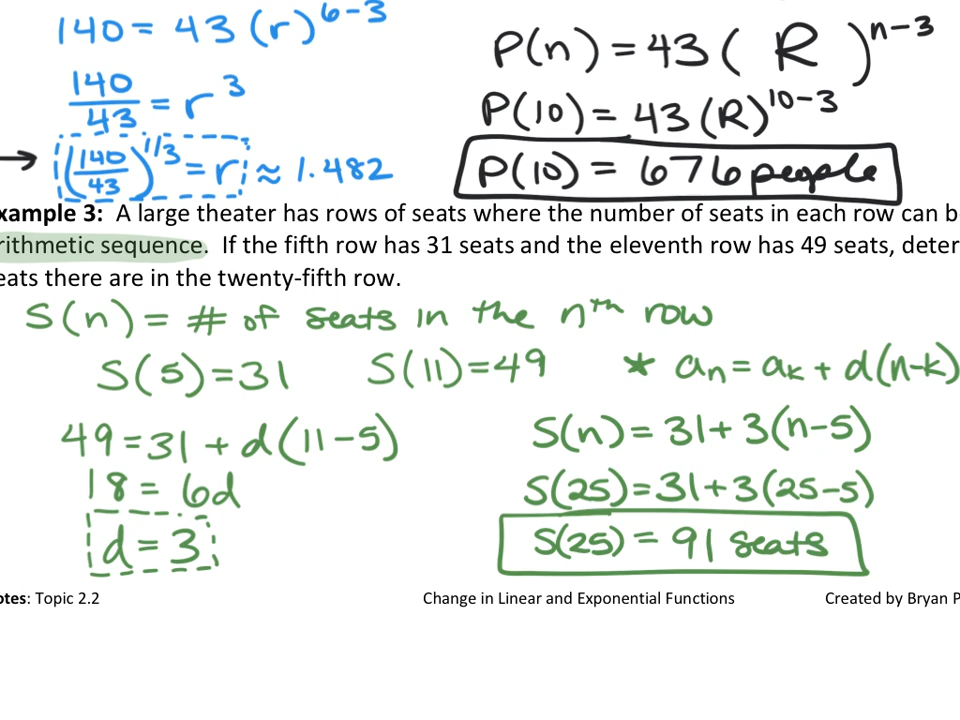 140 = 43 (r)^6-3
140/43 = r^3
→ (140/43)^1/3 = r ≈ 1.482
P(n) = 43 ( R )^n-3
P(10) = 43 (R)^10-3
P(10) = 676 people
xample 3: A large theater has rows of seats where the number of seats in each row can b
rithmetic sequence. If the fifth row has 31 seats and the eleventh row has 49 seats, deter
eats there are in the twenty-fifth row.
S(n) = # of seats in the nth row
S(5)=31 S(11)=49 * an = ak + d(n-k)
49 = 31 + d(11-5)
18 = 6d
d = 3
S(n) = 31+3(n-5)
S(25)=31+3(25-5)
S(25) = 91 seats
otes: Topic 2.2 Change in Linear and Exponential Functions Created by Bryan P